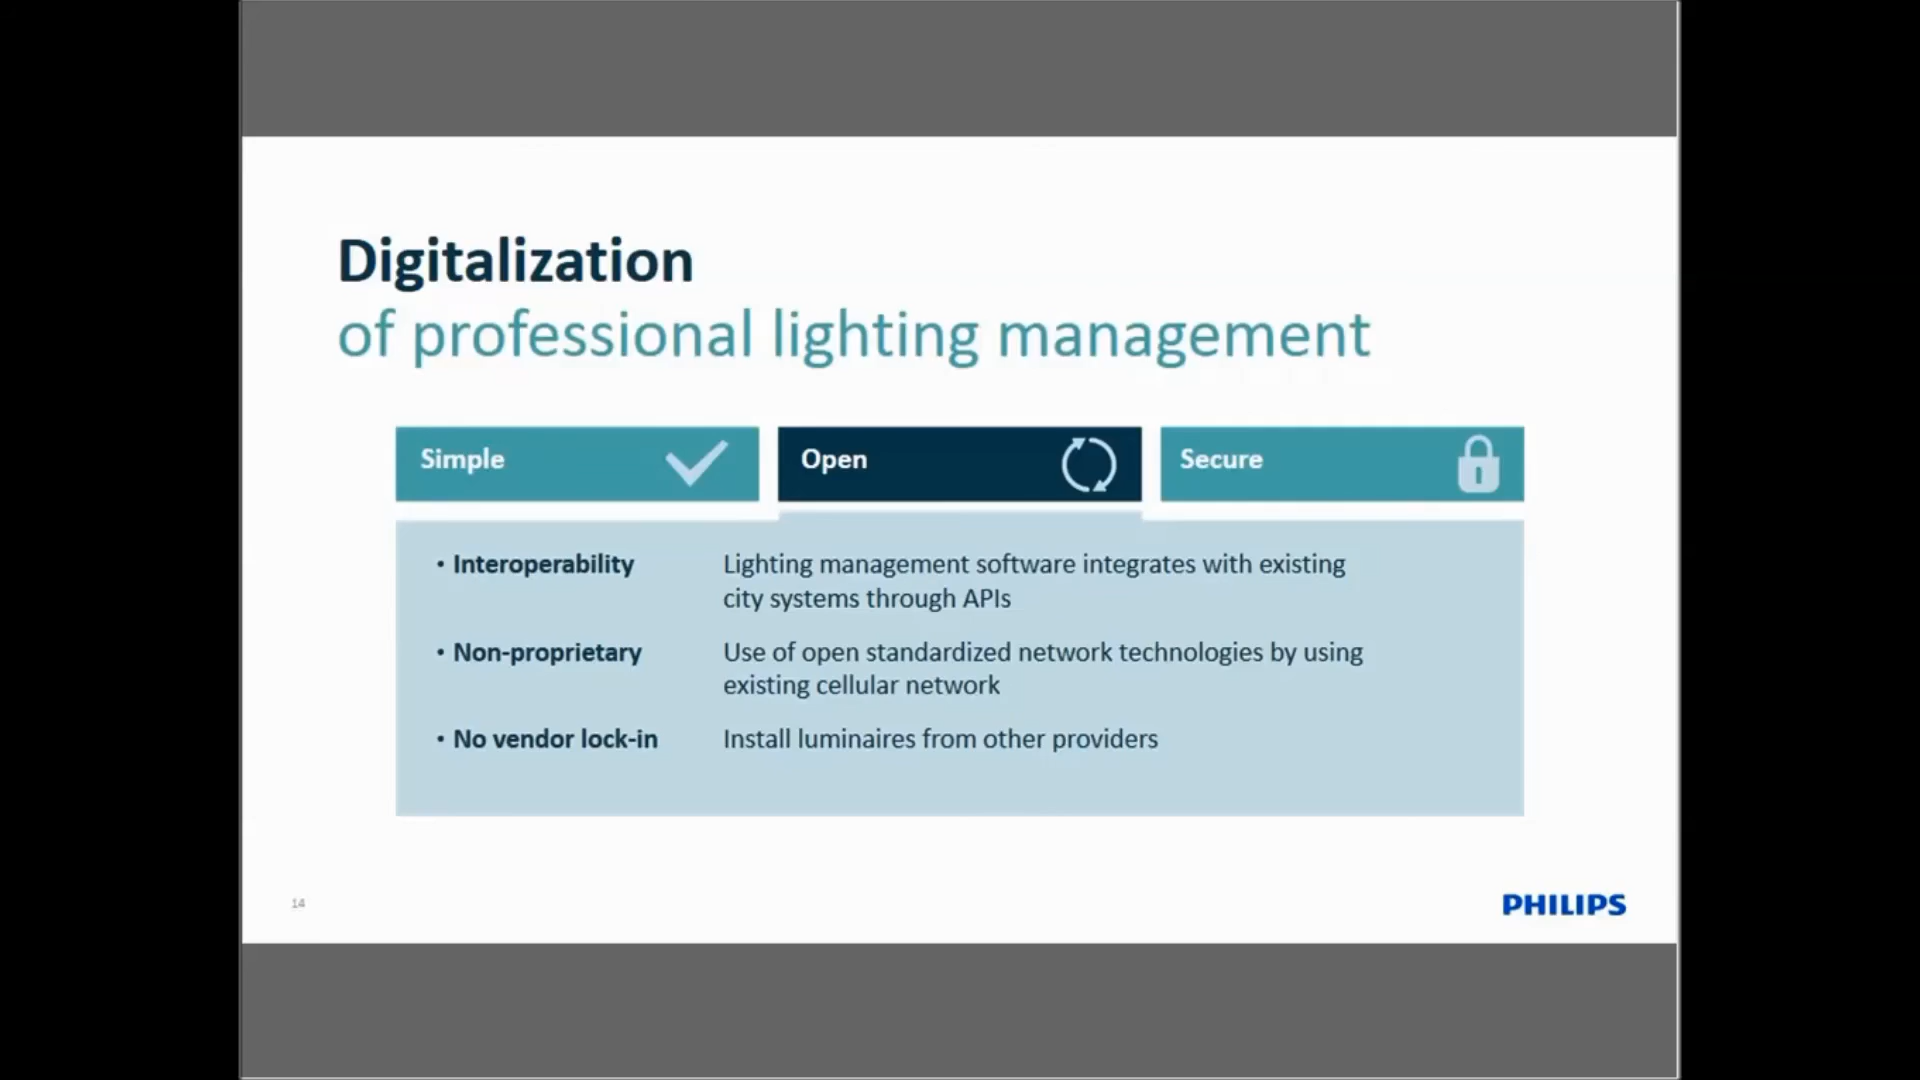 Digitalization
of professional lighting management
Simple
Open
Secure
• Interoperability
Lighting management software integrates with existing
city systems through APIs
• Non-proprietary
Use of open standardized network technologies by using
existing cellular network
• No vendor lock-in
Install luminaires from other providers
14
PHILIPS